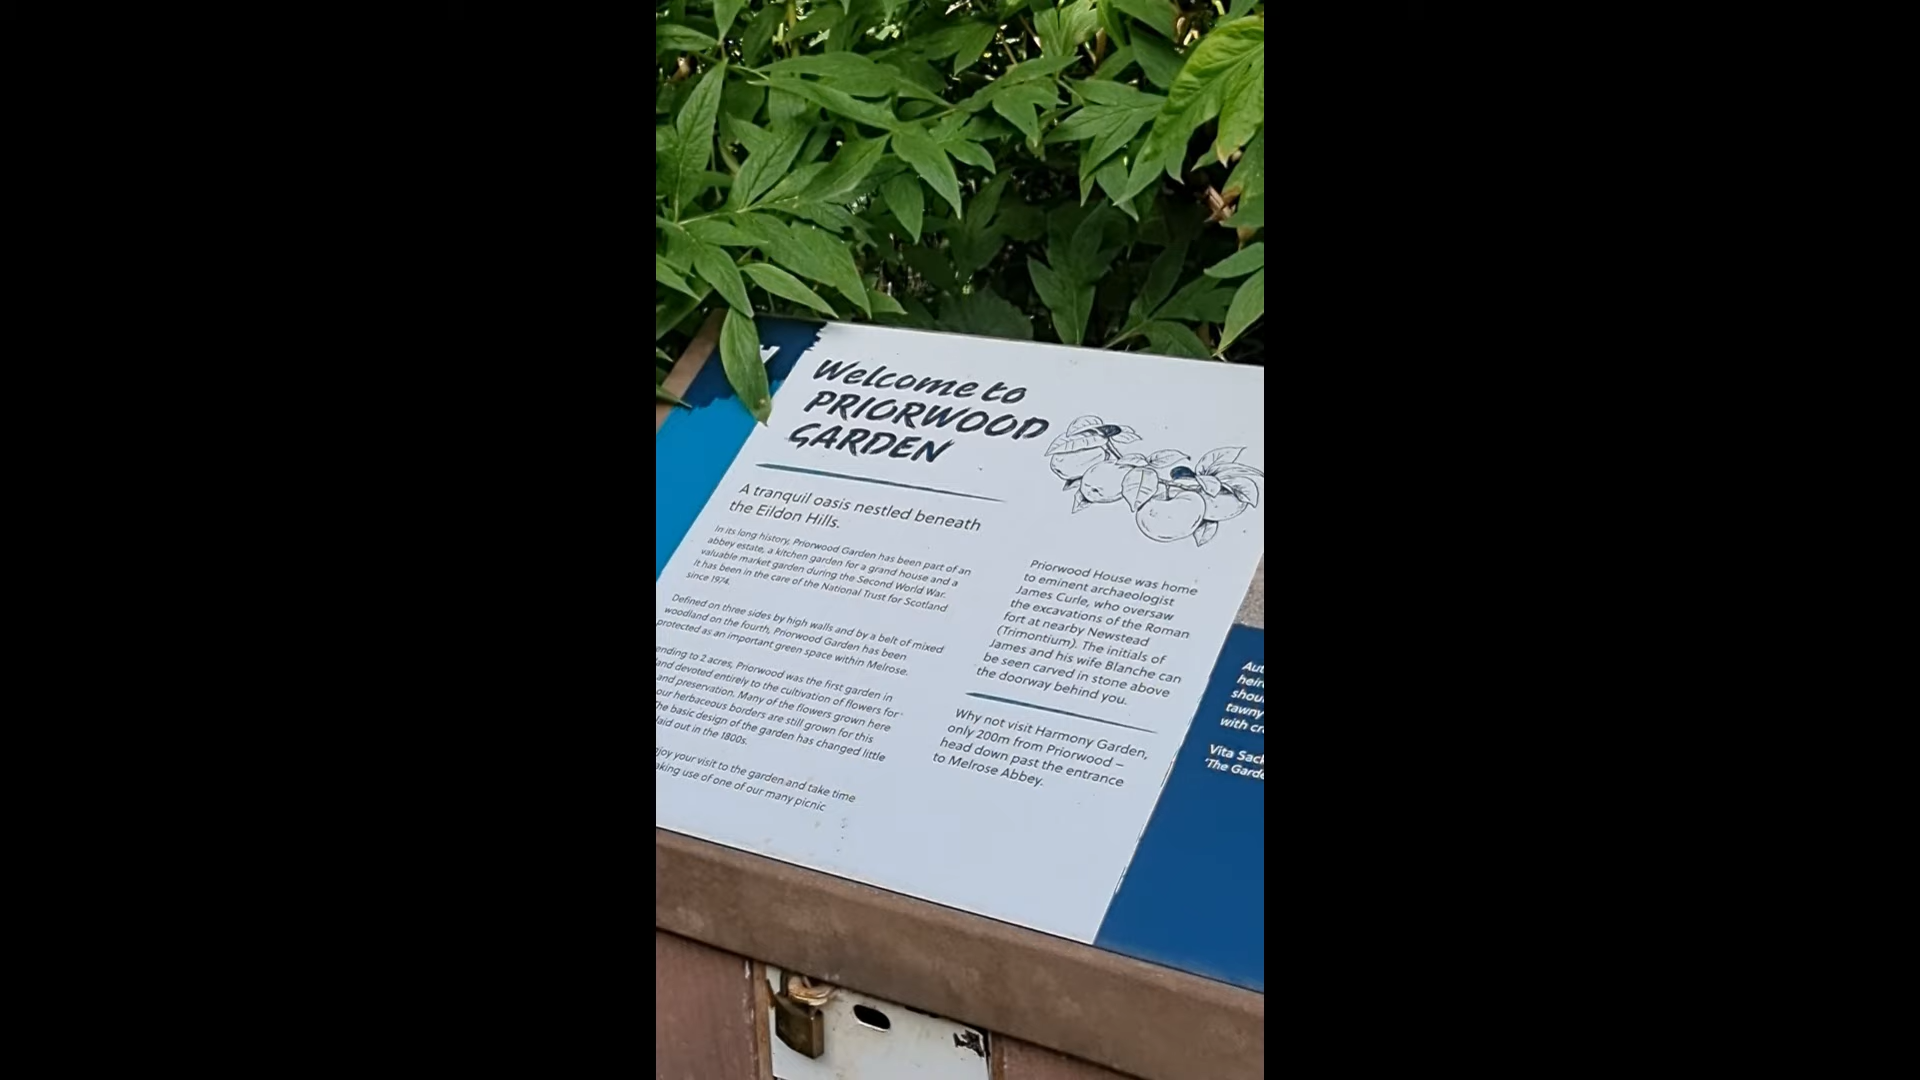 Welcome to
PRIORWOOD
GARDEN
A tranquil oasis nestled beneath
the Eildon Hills.
In its long history, Priorwood Garden has been part of an
abbey estate, a kitchen garden for a grand house and a
valuable market garden during the Second World War.
It has been in the care of the National Trust for Scotland
since 1974.
Defined on three sides by high walls and by a belt of mixed
woodland on the fourth, Priorwood Garden has been
protected as an important green space within Melrose.
ending to 2 acres, Priorwood was the first garden in
and devoted entirely to the cultivation of flowers for
and preservation. Many of the flowers grown here
our herbaceous borders are still grown for this
he basic design of the garden has changed little
laid out in the 1800s.
joy your visit to the garden and take time
aking use of one of our many picnic
Priorwood House was home
to eminent archaeologist
James Curle, who oversaw
the excavations of the Roman
fort at nearby Newstead
(Trimontium). The initials of
James and his wife Blanche can
be seen carved in stone above
the doorway behind you.
Why not visit Harmony Garden,
only 200m from Priorwood –
head down past the entrance
to Melrose Abbey.
Aut
heir
shou
tawny
with cr
Vita Sack
'The Garde